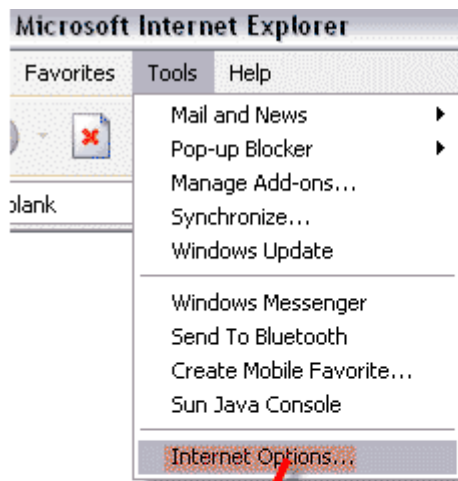 Microsoft Internet Explorer
Favorites Tools Help
blank
Mail and News
Pop-up Blocker
Manage Add-ons...
Synchronize...
Windows Update
Windows Messenger
Send To Bluetooth
Create Mobile Favorite...
Sun Java Console
Internet Options...